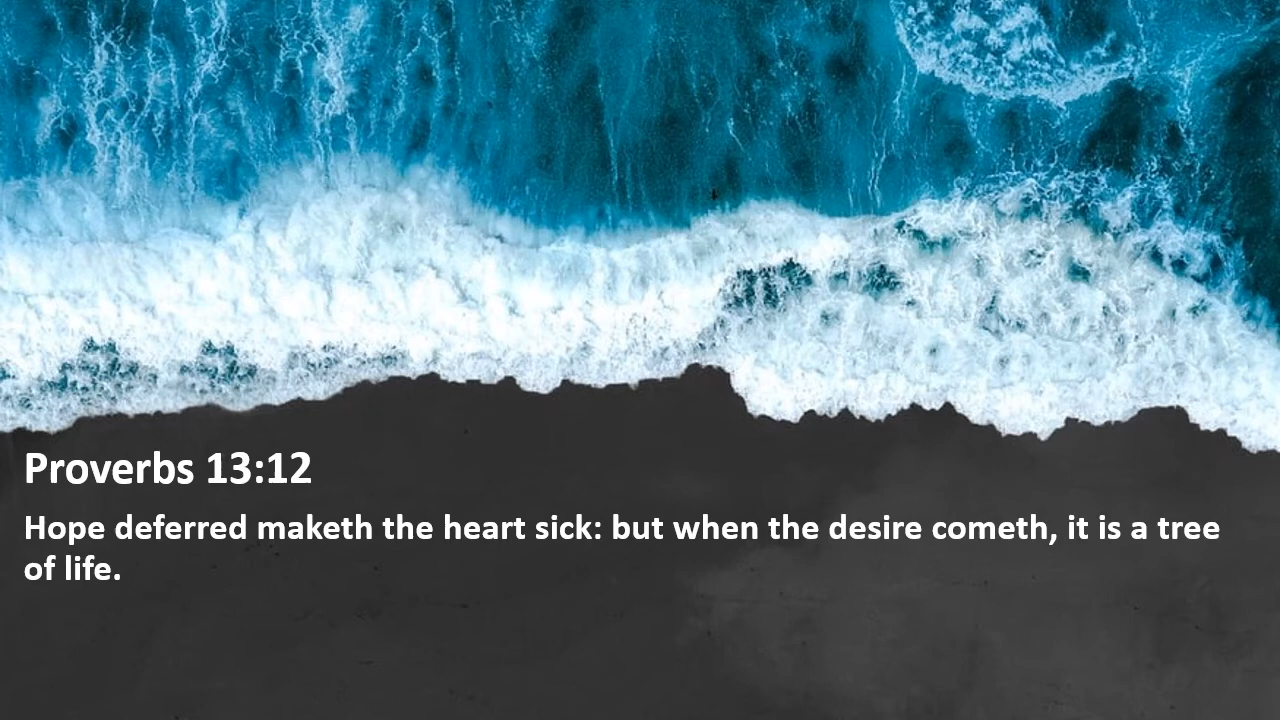 Proverbs 13:12
Hope deferred maketh the heart sick: but when the desire cometh, it is a tree
of life.